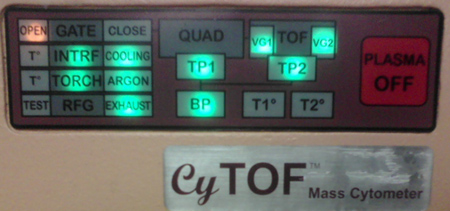 OPEN GATE CLOSE QUAD VG1 TOF VG2
T° INTRF COOLING TP1 TP2 PLASMA OFF
T° TORCH ARGON
TEST RFG EXHAUST BP T1° T2°
CyTOF™ Mass Cytometer